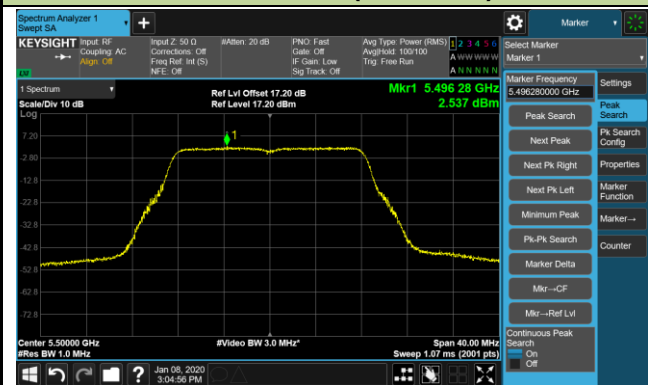 Spectrum Analyzer 1
Swept SA
Marker
KEYSIGHT
Input: RF
Coupling: AC
Align: Off
Input Z: 50 Ω
Corrections: Off
Freq Ref: Int (S)
NFE: Off
#Atten: 20 dB
PNO: Fast
Gate: Off
IF Gain: Low
Sig Track: Off
Avg Type: Power (RMS)
Avg|Hold: 100/100
Trig: Free Run
1 2 3 4 5 6
A W W W W W
A N N N N N
LV
Select Marker
Marker 1
1 Spectrum
Scale/Div 10 dB
Log
Ref Lvl Offset 17.20 dB
Ref Level 17.20 dBm
Mkr1 5.496 28 GHz
2.537 dBm
1
7.20
-2.80
-12.8
-22.8
-32.8
-42.8
-52.8
-62.8
-72.8
Center 5.50000 GHz
#Res BW 1.0 MHz
#Video BW 3.0 MHz*
Span 40.00 MHz
Sweep 1.07 ms (2001 pts)
Marker Frequency
5.496280000 GHz
Peak Search
Next Peak
Next Pk Right
Next Pk Left
Minimum Peak
Pk-Pk Search
Marker Delta
Mkr→CF
Mkr→Ref Lvl
Continuous Peak
Search
On
Off
Settings
Peak
Search
Pk Search
Config
Properties
Marker
Function
Marker→
Counter
Jan 08, 2020
3:04:56 PM